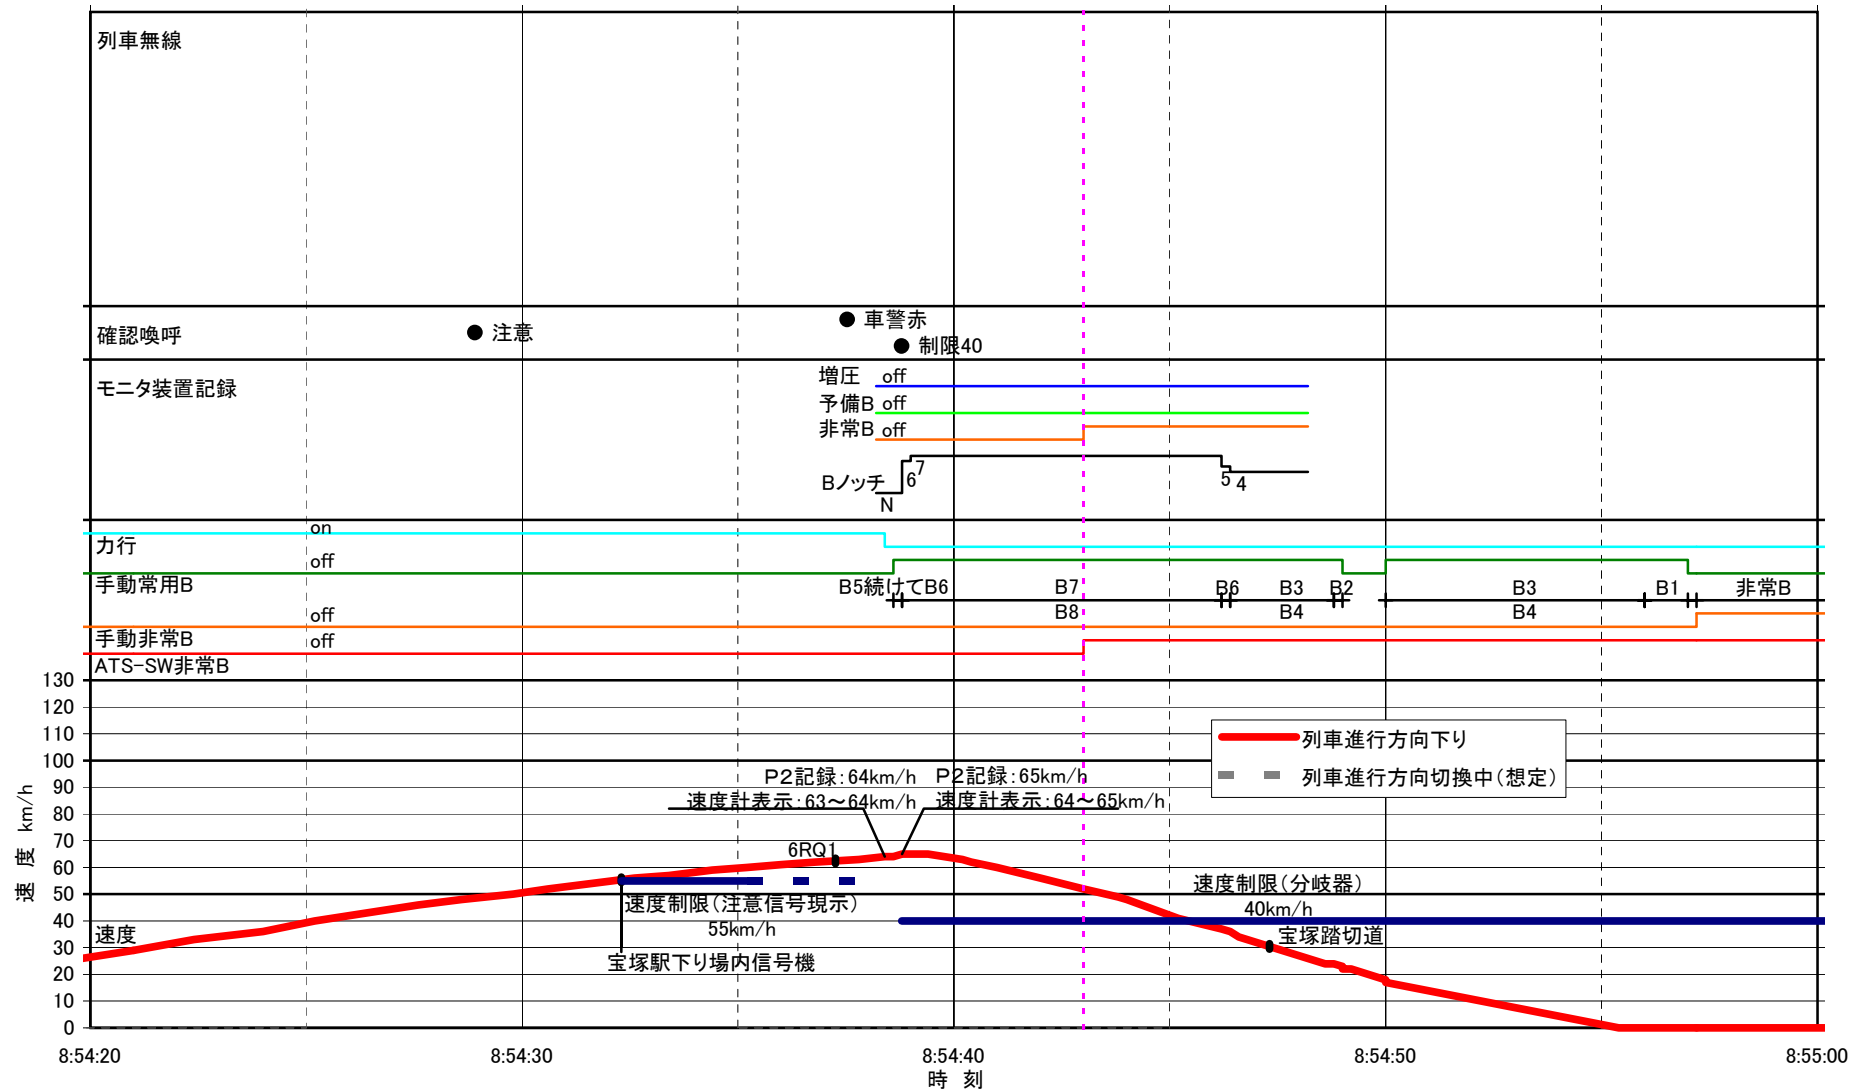 列車無線
確認喚呼
注意
車警赤
制限40
モニタ装置記録
増圧 off
予備B off
非常B off
Bノッチ
N
6
7
5
4
力行
on
手動常用B
off
B5続けてB6
B7
B8
B6
B3
B4
B2
B3
B4
B1
非常B
手動非常B
off
ATS-SW非常B
off
130
120
110
100
90
80
70
60
50
40
30
20
10
0
速 度 km/h
列車進行方向下り
列車進行方向切換中(想定)
P2記録:64km/h
速度計表示:63～64km/h
P2記録:65km/h
速度計表示:64～65km/h
6RQ1
速度制限(注意信号現示)
55km/h
速度制限(分岐器)
40km/h
宝塚踏切道
宝塚駅下り場内信号機
速度
8:54:20
8:54:30
8:54:40
8:54:50
8:55:00
時 刻